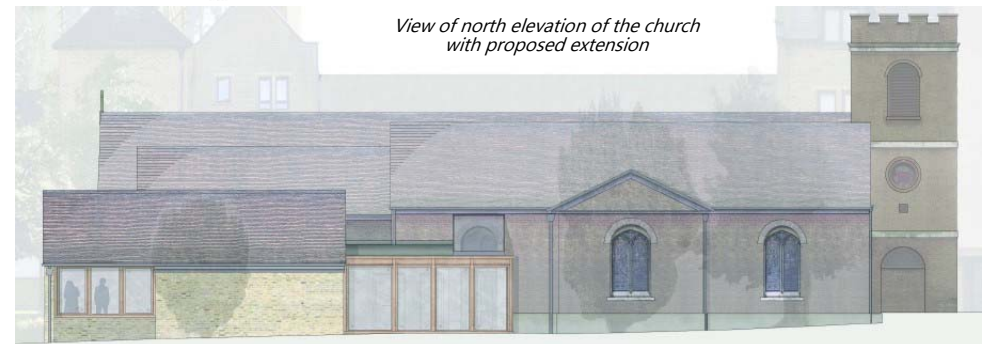 View of north elevation of the church
with proposed extension